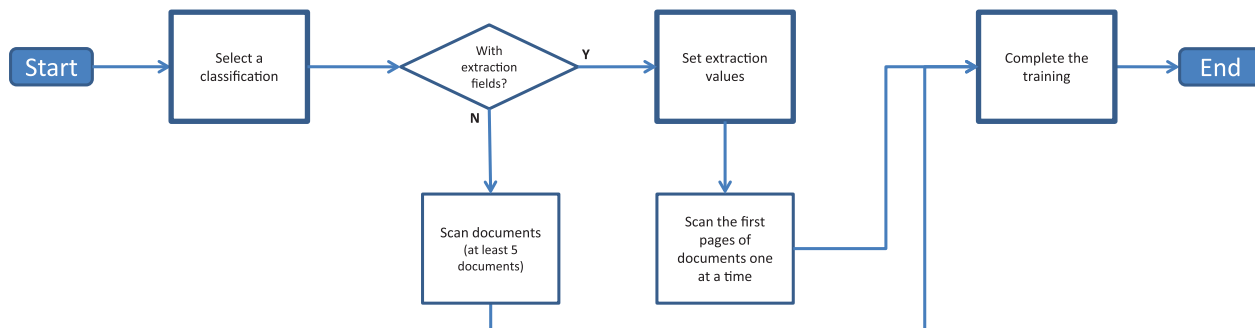 Start
Select a
classification
With
extraction
fields?
Y
N
Set extraction
values
Complete the
training
End
Scan documents
(at least 5
documents)
Scan the first
pages of
documents one
at a time